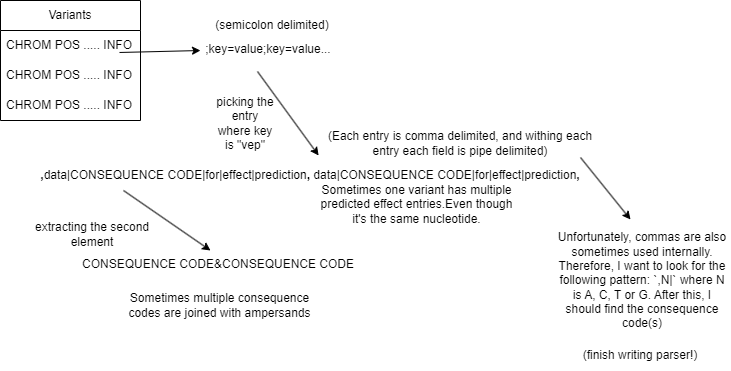 Variants
CHROM POS ..... INFO
CHROM POS ..... INFO
CHROM POS ..... INFO
(semicolon delimited)
;key=value;key=value...
picking the
entry
where key
is "vep"
(Each entry is comma delimited, and withing each
entry each field is pipe delimited)
,data|CONSEQUENCE CODE|for|effect|prediction, data|CONSEQUENCE CODE|for|effect|prediction,
Sometimes one variant has multiple
predicted effect entries.Even though
it's the same nucleotide.
extracting the second
element
CONSEQUENCE CODE&CONSEQUENCE CODE
Sometimes multiple consequence
codes are joined with ampersands
Unfortunately, commas are also
sometimes used internally.
Therefore, I want to look for the
following pattern: `,N|` where N
is A, C, T or G. After this, I
should find the consequence
code(s)
(finish writing parser!)